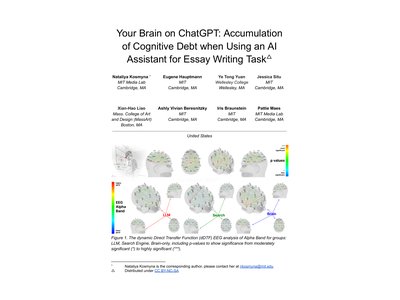 Your Brain on ChatGPT: Accumulation
of Cognitive Debt when Using an AI
Assistant for Essay Writing Task△
Nataliya Kosmyna
MIT Media Lab
Cambridge, MA
Eugene Hauptmann
MIT
Cambridge, MA
Ye Tong Yuan
Wellesley College
Wellesley, MA
Jessica Situ
MIT
Cambridge, MA
Xian-Hao Liao
Mass. College of Art
and Design (MassArt)
Boston, MA
Ashly Vivian Beresnitzky
MIT
Cambridge, MA
Iris Braunstein
MIT
Cambridge, MA
Pattie Maes
MIT Media Lab
Cambridge, MA
United States
p-values
EEG
Alpha
Band
LLM
Search
Brain
Figure 1. The dynamic Direct Transfer Function (dDTF) EEG analysis of Alpha Band for groups:
LLM, Search Engine, Brain-only, including p-values to show significance from moderately
significant (*) to highly significant (***).
Nataliya Kosmyna is the corresponding author, please contact her at nkosmyna@mit.edu
△ Distributed under CC BY-NC-SA